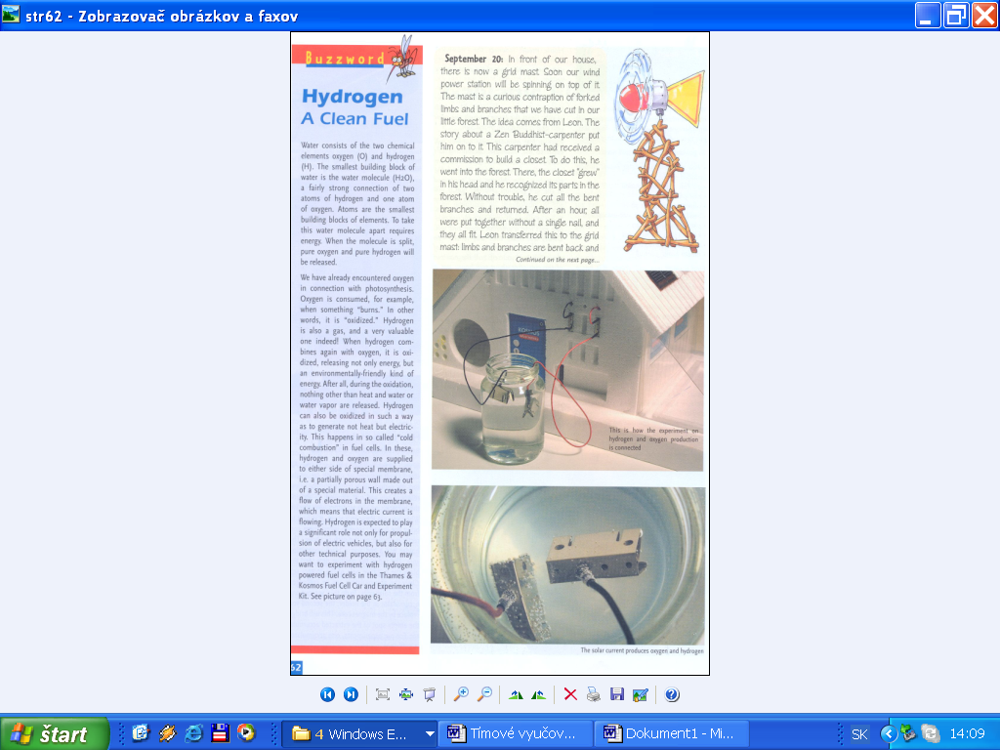 str62 - Zobrazovač obrázkov a faxov
Buzzword
Hydrogen
A Clean Fuel
Water consists of the two chemical
elements oxygen (O) and hydrogen
(H). The smallest building block of
water is the water molecule (H2O),
a fairly strong connection of two
atoms of hydrogen and one atom
of oxygen. Atoms are the smallest
building blocks of elements. To take
this water molecule apart requires
energy. When the molecule is split,
pure oxygen and pure hydrogen will
be released.
We have already encountered oxygen
in connection with photosynthesis.
Oxygen is consumed, for example,
when something "burns." In other
words, it is "oxidized." Hydrogen
is also a gas, and a very valuable
one indeed! When hydrogen com-
bines again with oxygen, it is oxi-
dized, releasing not only energy, but
an environmentally-friendly kind of
energy. After all, during the oxidation,
nothing other than heat and water or
water vapor are released. Hydrogen
can also be oxidized in such a way
as to generate not heat but electric-
ity. This happens in so called "cold
combustion" in fuel cells. In these,
hydrogen and oxygen are supplied
to either side of special membrane,
i.e. a partially porous wall made out
of a special material. This creates a
flow of electrons in the membrane,
which means that electric current is
flowing. Hydrogen is expected to play
a significant role not only for propul-
sion of electric vehicles, but also for
other technical purposes. You may
want to experiment with hydrogen
powered fuel cells in the Thames &
Kosmos Fuel Cell Car and Experiment
Kit. See picture on page 63.
62
September 20: In front of our house,
there is now a grid mast. Soon our wind
power station will be spinning on top of it.
The mast is a curious contraption of forked
limbs and branches that we have cut in our
little forest. The idea comes from Leon. The
story about a Zen Buddhist-carpenter put
him on to it. This carpenter had received a
commission to build a closet. To do this, he
went into the forest. There, the closet "grew"
in his head and he recognized its parts in the
forest. Without trouble, he cut all the bent
branches and returned. After an hour, all
were put together without a single nail, and
they all fit. Leon transferred this to the grid
mast: limbs and branches are bent back and
Continued on the next page...
This is how the experiment on
hydrogen and oxygen production
is connected
The solar current produces oxygen and hydrogen
štart
4 Windows E...
Tímové vyučov...
Dokument1 - Mi...
SK
14:09